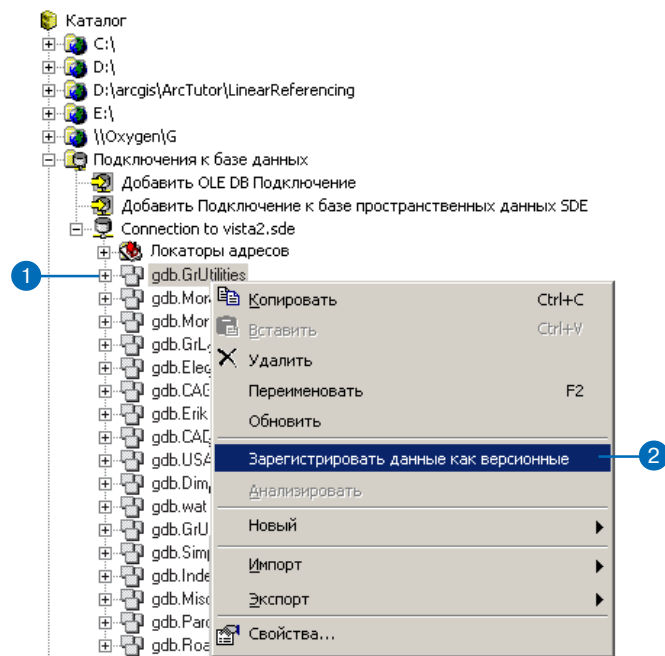 Каталог
C:\
D:\
D:\arcgis\ArcTutor\LinearReferencing
E:\
\\Oxygen\G
Подключения к базе данных
Добавить OLE DB Подключение
Добавить Подключение к базе пространственных данных SDE
Connection to vista2.sde
Локаторы адресов
1 gdb.GrUtilities
gdb.Mor
gdb.Mor
gdb.GrL
gdb.Elec
gdb.CAD
gdb.Erik
gdb.CAD
gdb.USA
gdb.Dim
gdb.wat
gdb.GrU
gdb.Sim
gdb.Inde
gdb.Misc
gdb.Parc
gdb.Roa
Копировать Ctrl+C
Вставить Ctrl+V
Удалить
Переименовать F2
Обновить
Зарегистрировать данные как версионные 2
Анализировать
Новый
Импорт
Экспорт
Свойства...